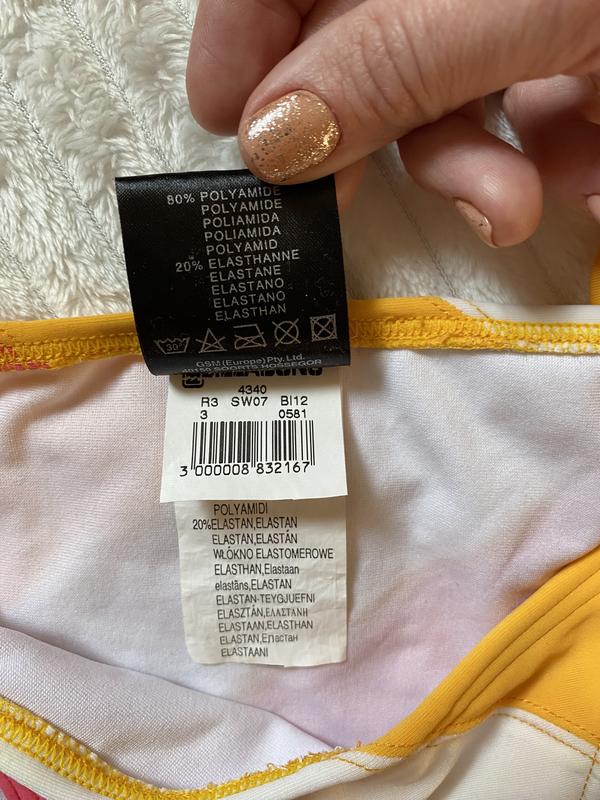 80% POLYAMIDE
POLYAMIDE
POLIAMIDA
POLIAMIDA
POLYAMID
20% ELASTHANNE
ELASTANE
ELASTANO
ELASTANO
ELASTHAN
30°
GSM (Europe) Pty. Ltd.
40150 SOORTS HOSSEGOR
4340
R3 SW07 BI12
3 0581
3 000008 832167
POLYAMIDI
20%ELASTAN,ELASTAN
ELASTAN,ELASTÁN
WŁÓKNO ELASTOMEROWE
ELASTHAN,Elastaan
elastāns,ELASTAN
ELASTAN-TEYGJUEFNI
ELASZTÁN,ΕΛΑΣΤΑΝΗ
ELASTAAN,ELASTHAN
ELASTAN,Еластан
ELASTAANI